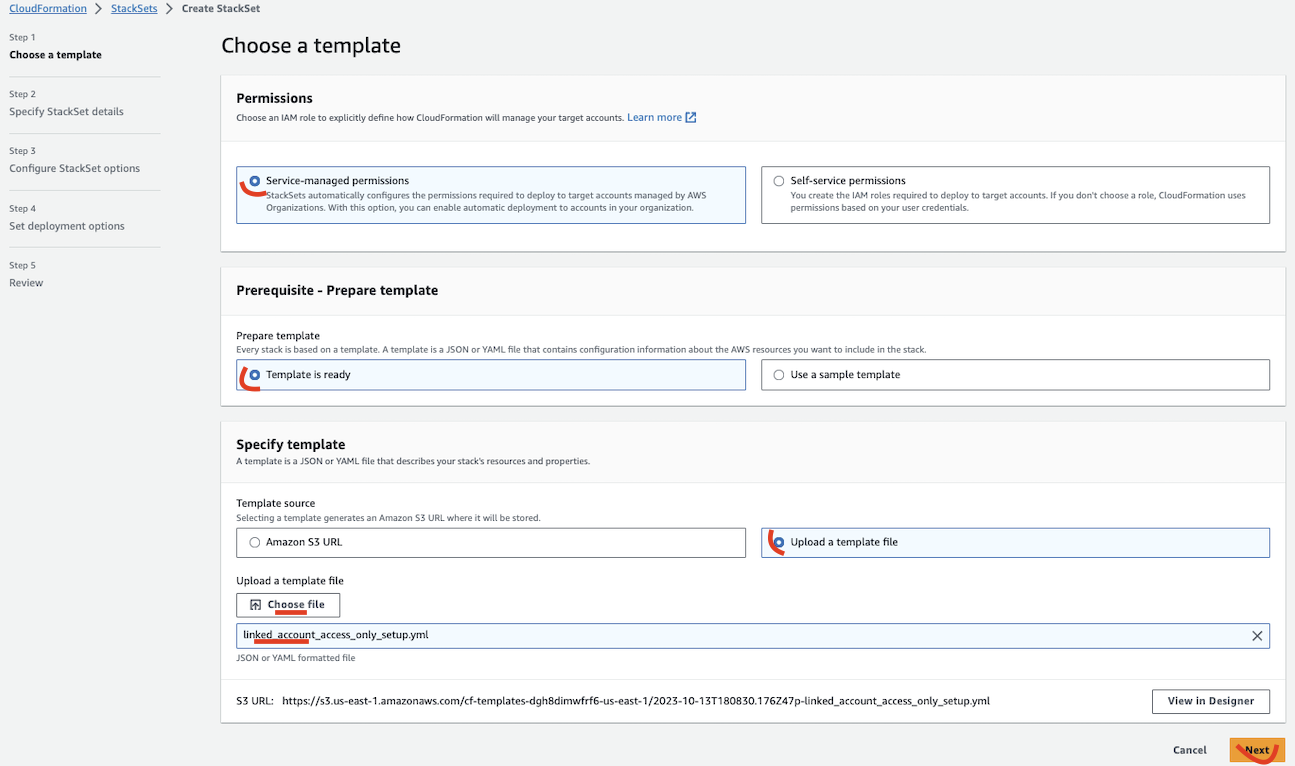 CloudFormation > StackSets > Create StackSet
Step 1
Choose a template
Step 2
Specify StackSet details
Step 3
Configure StackSet options
Step 4
Set deployment options
Step 5
Review
Choose a template
Permissions
Choose an IAM role to explicitly define how CloudFormation will manage your target accounts. Learn more
Service-managed permissions
StackSets automatically configures the permissions required to deploy to target accounts managed by AWS
Organizations. With this option, you can enable automatic deployment to accounts in your organization.
Self-service permissions
You create the IAM roles required to deploy to target accounts. If you don't choose a role, CloudFormation uses
permissions based on your user credentials.
Prerequisite - Prepare template
Prepare template
Every stack is based on a template. A template is a JSON or YAML file that contains configuration information about the AWS resources you want to include in the stack.
Template is ready
Use a sample template
Specify template
A template is a JSON or YAML file that describes your stack's resources and properties.
Template source
Selecting a template generates an Amazon S3 URL where it will be stored.
Amazon S3 URL
Upload a template file
Upload a template file
Choose file
linked_account_access_only_setup.yml
JSON or YAML formatted file
S3 URL: https://s3.us-east-1.amazonaws.com/cf-templates-dgh8dimwfrf6-us-east-1/2023-10-13T180830.176Z47p-linked_account_access_only_setup.yml
View in Designer
Cancel
Next